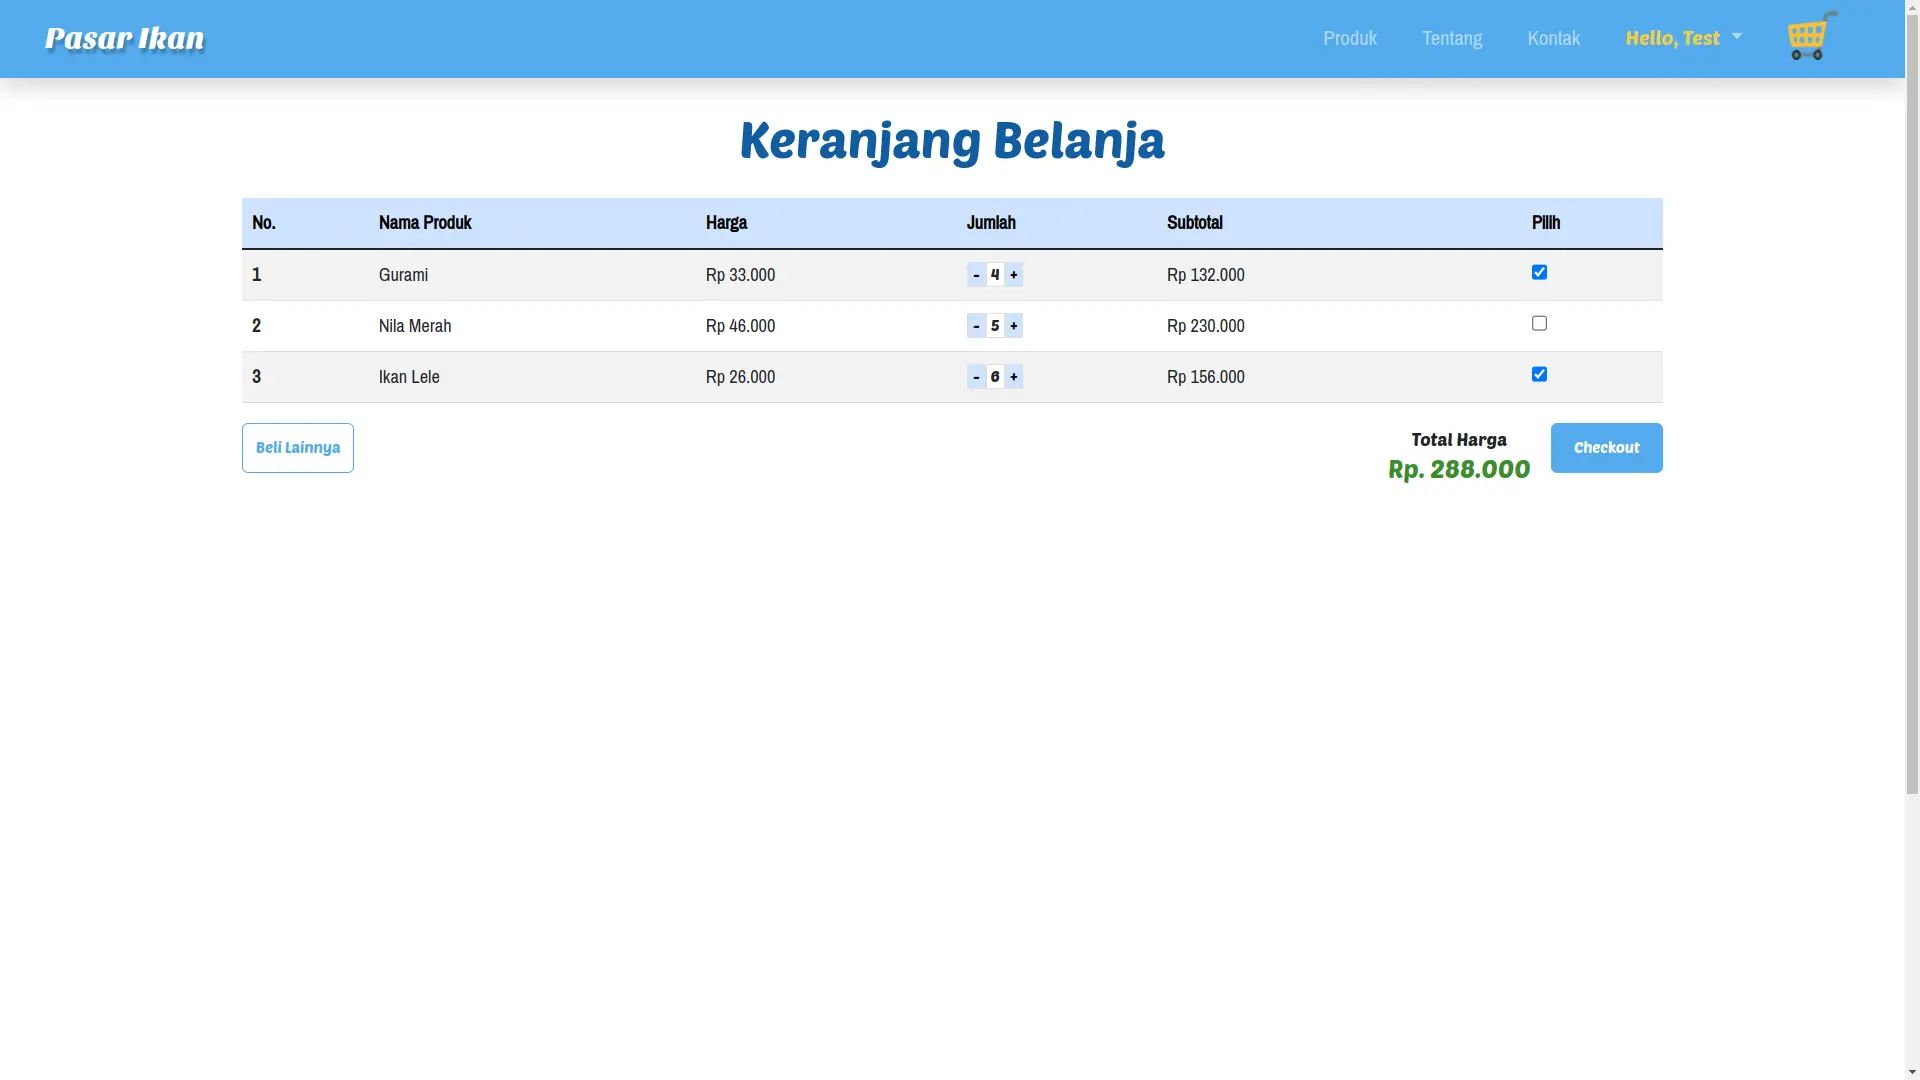 Pasar Ikan Produk Tentang Kontak Hello, Test
Keranjang Belanja
No. Nama Produk Harga Jumlah Subtotal Pilih
1 Gurami Rp 33.000 - 4 + Rp 132.000
2 Nila Merah Rp 46.000 - 5 + Rp 230.000
3 Ikan Lele Rp 26.000 - 6 + Rp 156.000
Beli Lainnya Total Harga Checkout
Rp. 288.000